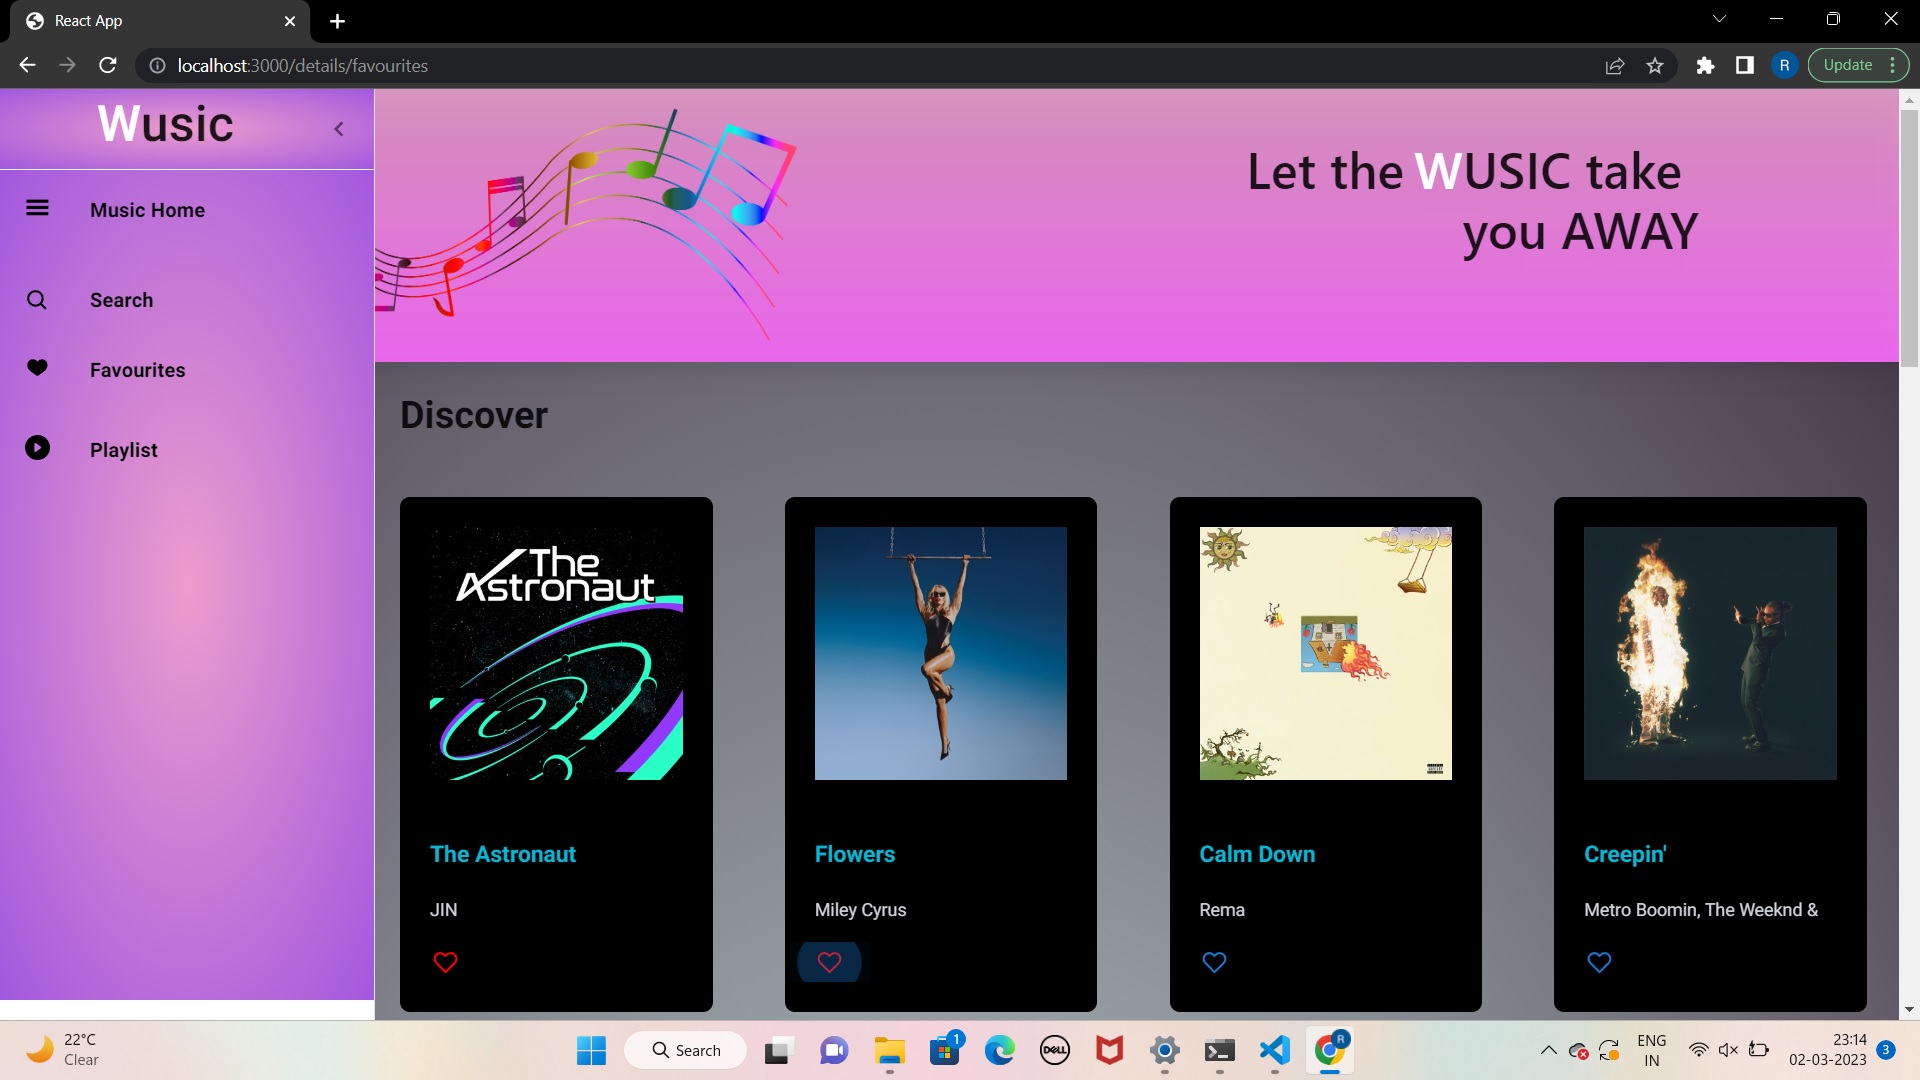 React App
localhost:3000/details/favourites
R
Update
Wusic
Music Home
Search
Favourites
Playlist
Let the WUSIC take
you AWAY
Discover
The
Astronaut
The Astronaut
JIN
Flowers
Miley Cyrus
Calm Down
Rema
Creepin'
Metro Boomin, The Weeknd &
22°C
Clear
Search
1
DELL
R
ENG
IN
23:14
02-03-2023
3